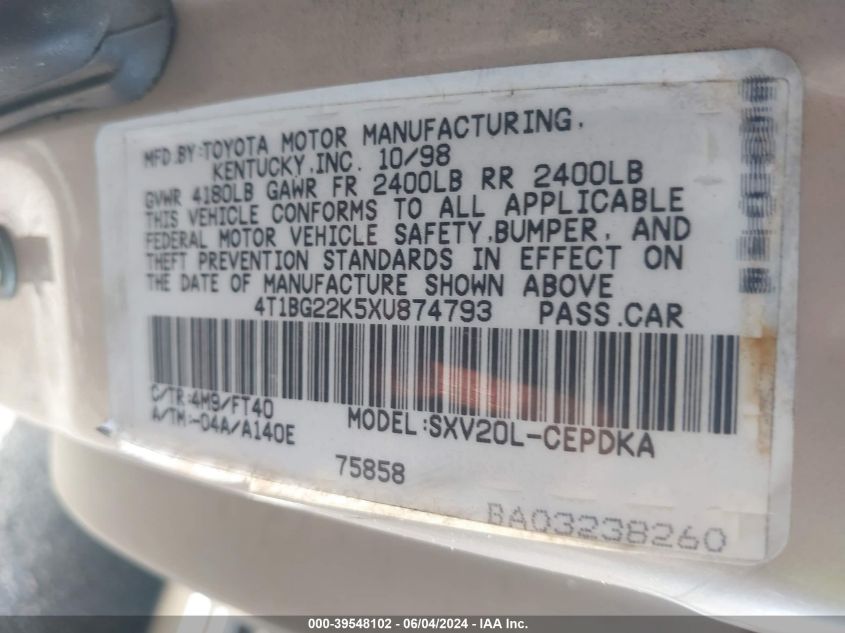 MFD.BY:TOYOTA MOTOR MANUFACTURING,
KENTUCKY,INC. 10/98
GVWR 4180LB GAWR FR 2400LB RR 2400LB
THIS VEHICLE CONFORMS TO ALL APPLICABLE
FEDERAL MOTOR VEHICLE SAFETY,BUMPER, AND
THEFT PREVENTION STANDARDS IN EFFECT ON
THE DATE OF MANUFACTURE SHOWN ABOVE
4T1BG22K5XU874793 PASS.CAR
C/TR:4M9/FT40
A/TM:-04A/A140E
MODEL:SXV20L-CEPDKA
75858
BA03238260
000-39548102 - 06/04/2024 - IAA Inc.